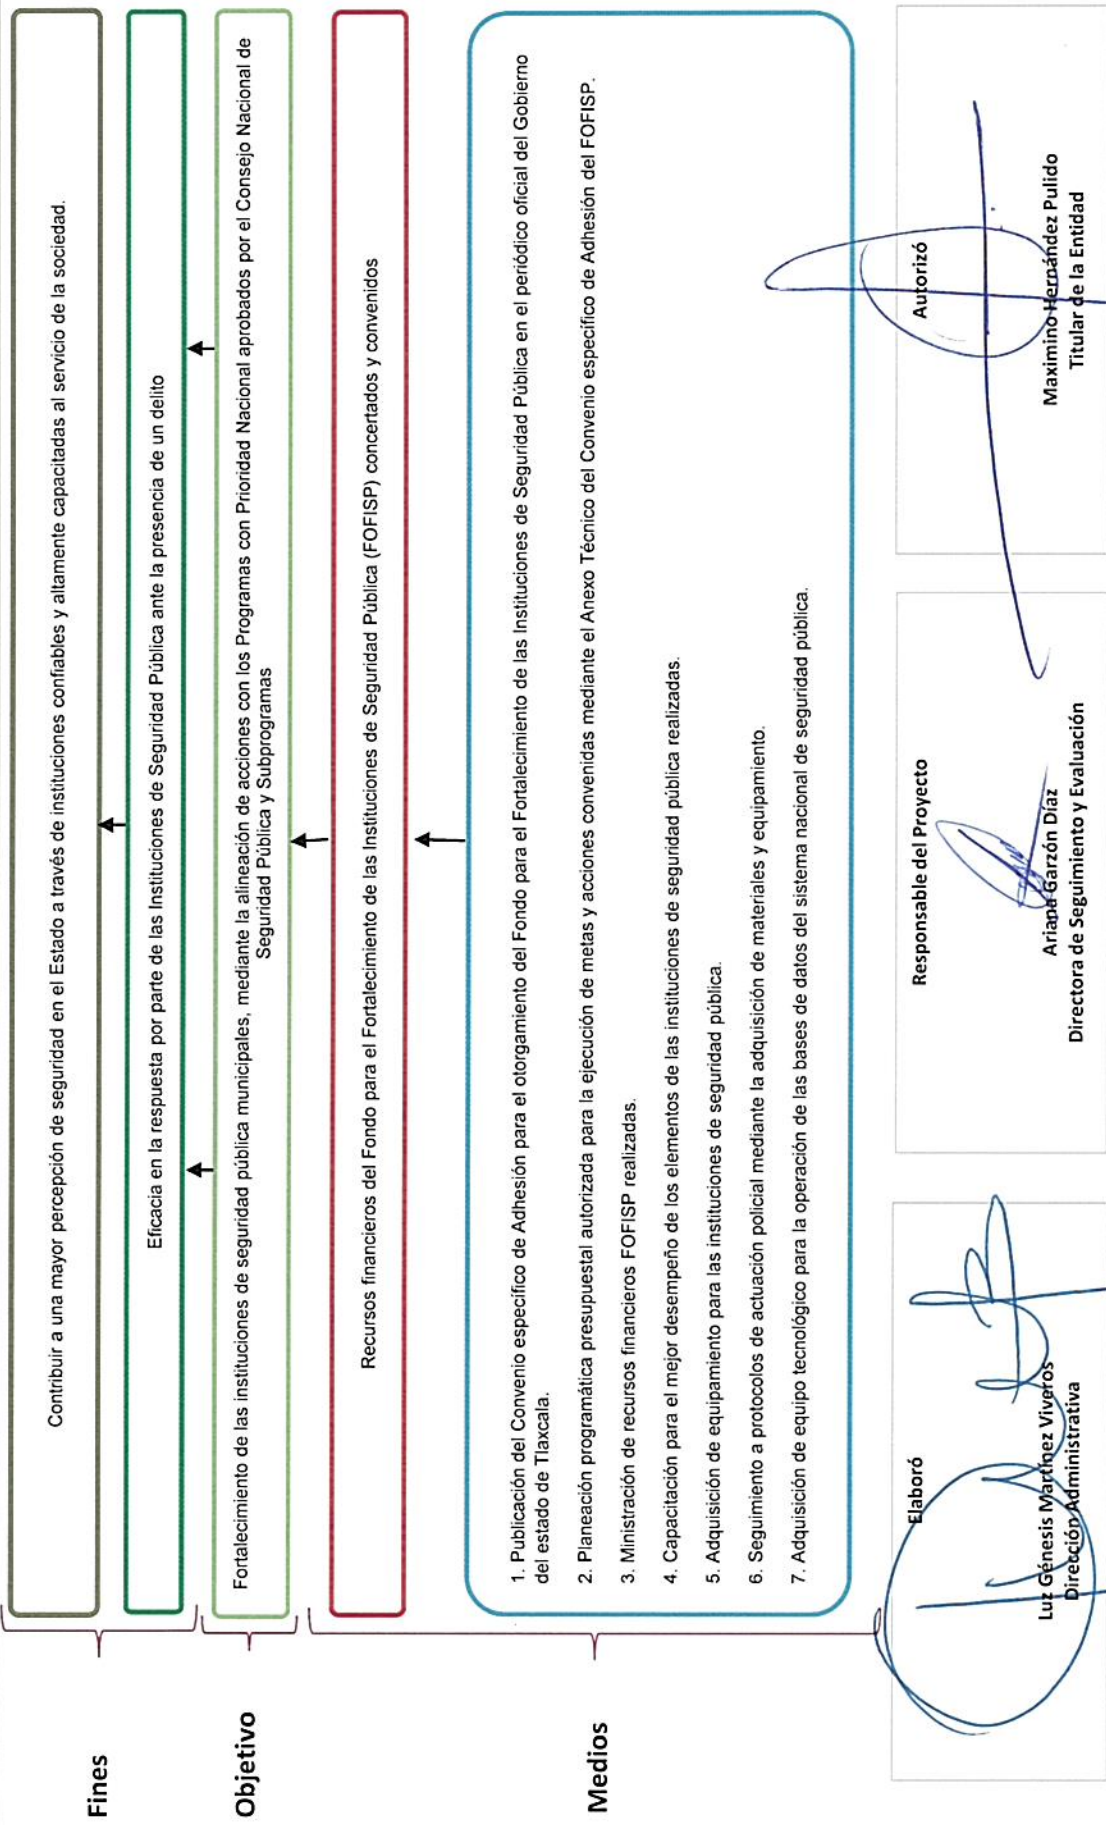 Fines
Contribuir a una mayor percepción de seguridad en el Estado a través de instituciones confiables y altamente capacitadas al servicio de la sociedad.
Eficacia en la respuesta por parte de las Instituciones de Seguridad Pública ante la presencia de un delito
Objetivo
Fortalecimiento de las instituciones de seguridad pública municipales, mediante la alineación de acciones con los Programas con Prioridad Nacional aprobados por el Consejo Nacional de
Seguridad Pública y Subprogramas
Medios
Recursos financieros del Fondo para el Fortalecimiento de las Instituciones de Seguridad Pública (FOFISP) concertados y convenidos
1. Publicación del Convenio específico de Adhesión para el otorgamiento del Fondo para el Fortalecimiento de las Instituciones de Seguridad Pública en el periódico oficial del Gobierno
del estado de Tlaxcala.
2. Planeación programática presupuestal autorizada para la ejecución de metas y acciones convenidas mediante el Anexo Técnico del Convenio específico de Adhesión del FOFISP.
3. Ministración de recursos financieros FOFISP realizadas.
4. Capacitación para el mejor desempeño de los elementos de las instituciones de seguridad pública realizadas.
5. Adquisición de equipamiento para las instituciones de seguridad pública.
6. Seguimiento a protocolos de actuación policial mediante la adquisición de materiales y equipamiento.
7. Adquisición de equipo tecnológico para la operación de las bases de datos del sistema nacional de seguridad pública.
Elaboró
Luz Génesis Martínez Viveros
Dirección Administrativa
Responsable del Proyecto
Ariana Garzón Díaz
Directora de Seguimiento y Evaluación
Autorizó
Maximino Hernández Pulido
Titular de la Entidad